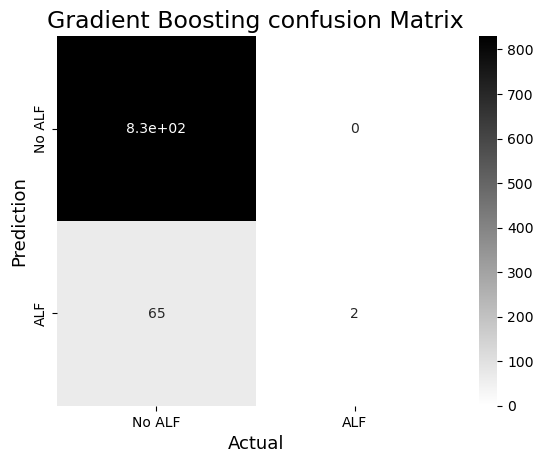 Gradient Boosting confusion Matrix
Prediction
No ALF
ALF
8.3e+02
0
65
2
No ALF
ALF
Actual
800
700
600
500
400
300
200
100
0